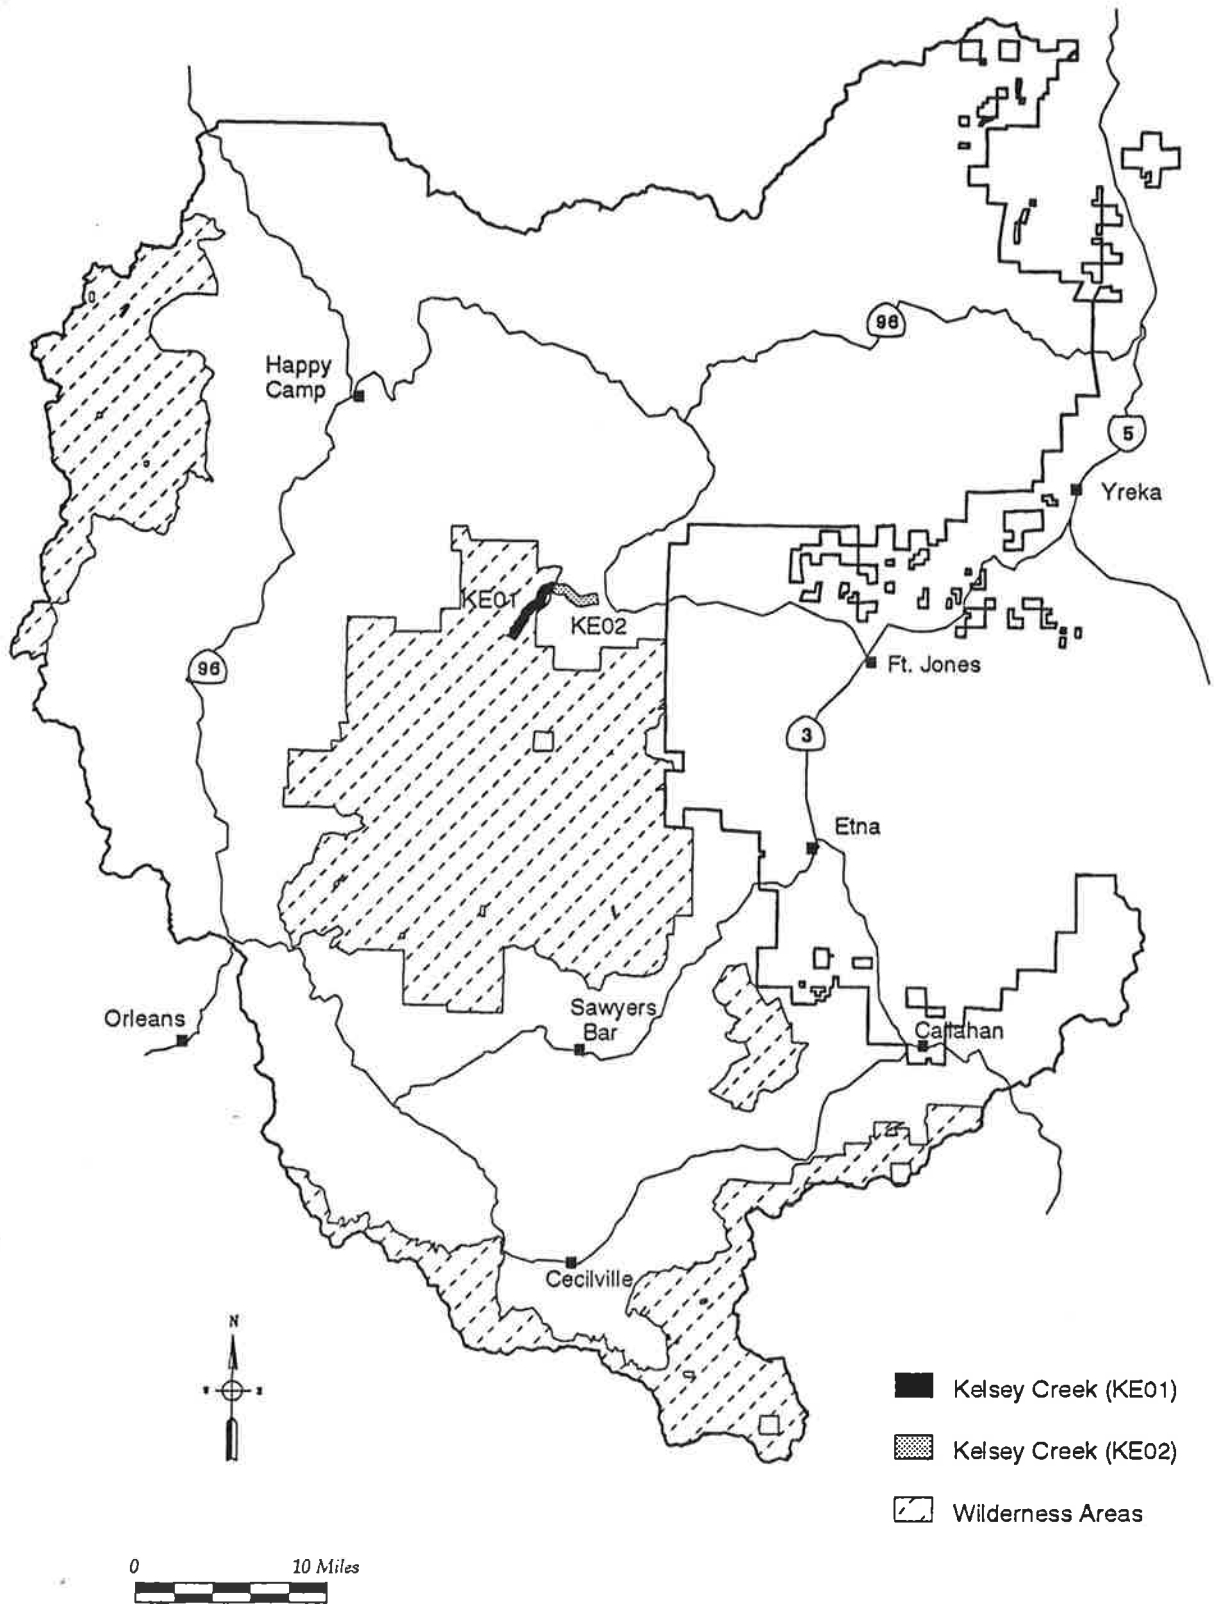 96
Happy
Camp
5
Yreka
KE01
KE02
96
Ft. Jones
3
Etna
Sawyers
Bar
Orleans
Callahan
Cecilville
N
Kelsey Creek (KE01)
Kelsey Creek (KE02)
Wilderness Areas
0 10 Miles